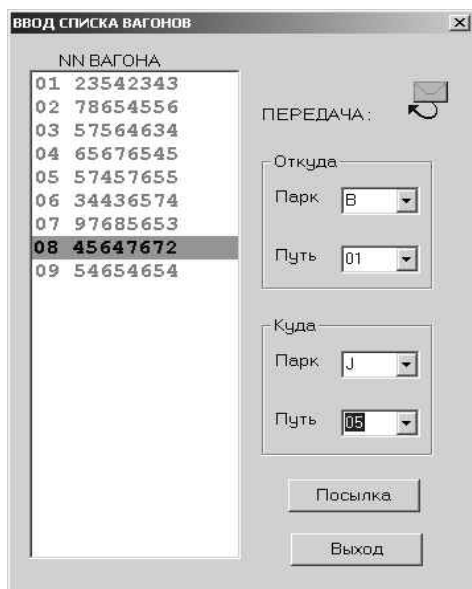 ВВОД СПИСКА ВАГОНОВ
NN ВАГОНА
01 23542343
02 78654556
03 57564634
04 65676545
05 57457655
06 34436574
07 97685653
08 45647672
09 54654654
ПЕРЕДАЧА:
Откуда
Парк B
Путь 01
Куда
Парк J
Путь 05
Посылка
Выход